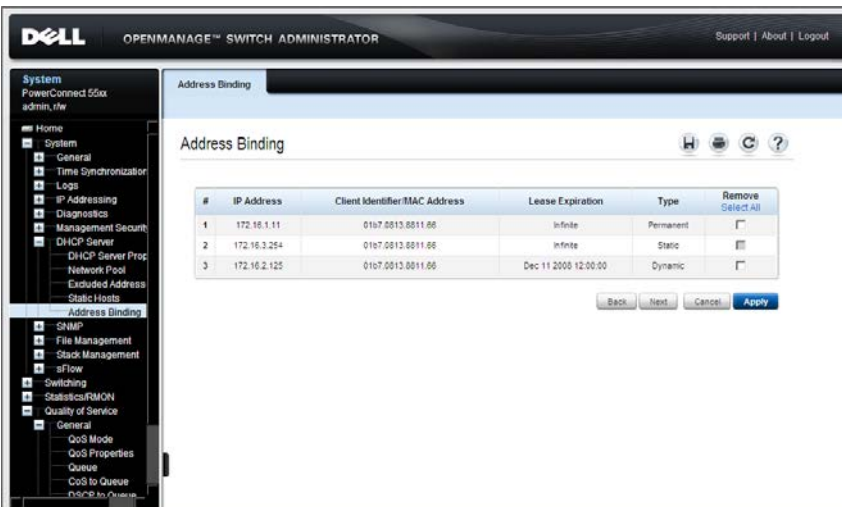 DELL OPENMANAGE™ SWITCH ADMINISTRATOR Support | About | Logout
System
PowerConnect 55xx
admin, r/w
Home
System
General
Time Synchronization
Logs
IP Addressing
Diagnostics
Management Security
DHCP Server
DHCP Server Prop
Network Pool
Excluded Address
Static Hosts
Address Binding
SNMP
File Management
Stack Management
sFlow
Switching
Statistics/RMON
Quality of Service
General
QoS Mode
QoS Properties
Queue
CoS to Queue
DSCP to Queue
Address Binding
Address Binding
# IP Address Client Identifier/MAC Address Lease Expiration Type Remove
Select All
1 172.16.1.11 01b7.0813.8811.66 Infinite Permanent
2 172.16.3.254 01b7.0813.8811.66 Infinite Static
3 172.16.2.125 01b7.0813.8811.66 Dec 11 2008 12:00:00 Dynamic
Back Next Cancel Apply